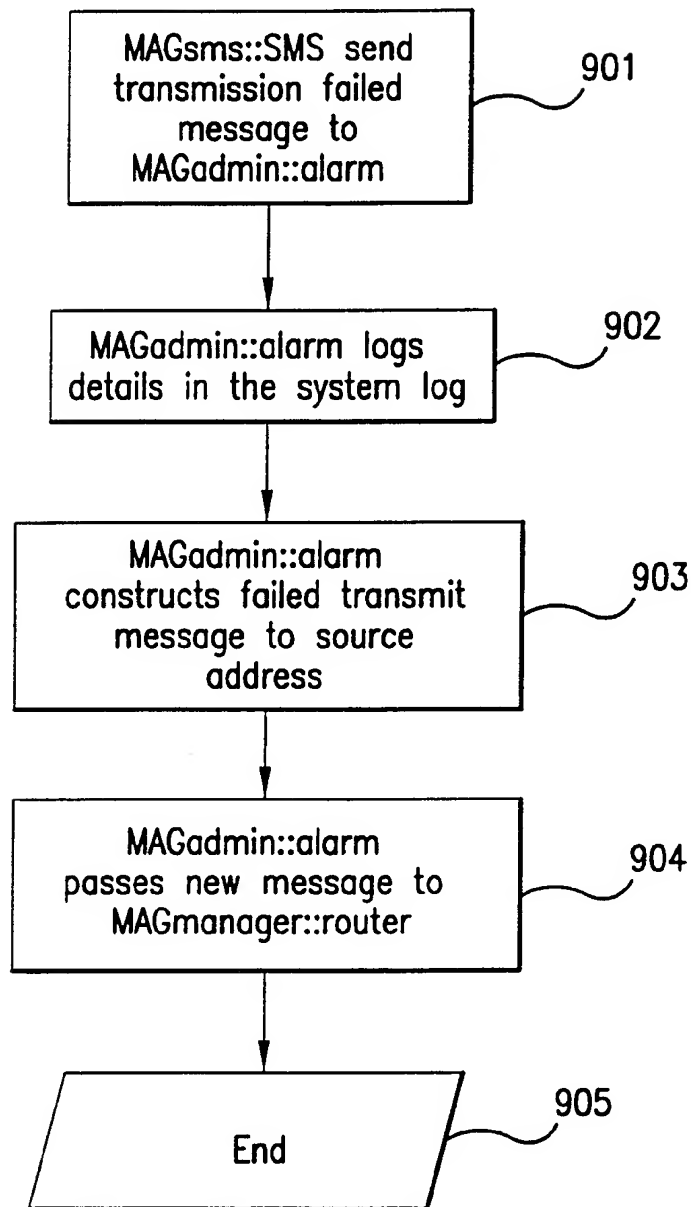 MAGsms::SMS send
transmission failed
message to
MAGadmin::alarm
901
MAGadmin::alarm logs
details in the system log
902
MAGadmin::alarm
constructs failed transmit
message to source
address
903
MAGadmin::alarm
passes new message to
MAGmanager::router
904
End
905